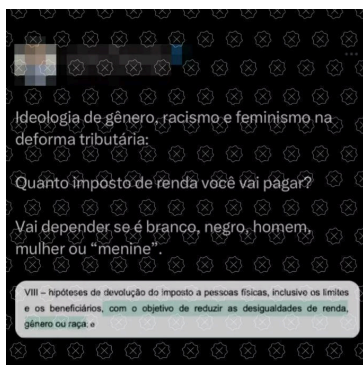 Ideologia de gênero, racismo e feminismo na
deforma tributária:
Quanto imposto de renda você vai pagar?
Vai depender se é branco, negro, homem,
mulher ou “menine”.
VIII – hipóteses de devolução do imposto a pessoas físicas, inclusive os limites
e os beneficiários, com o objetivo de reduzir as desigualdades de renda,
gênero ou raça; e